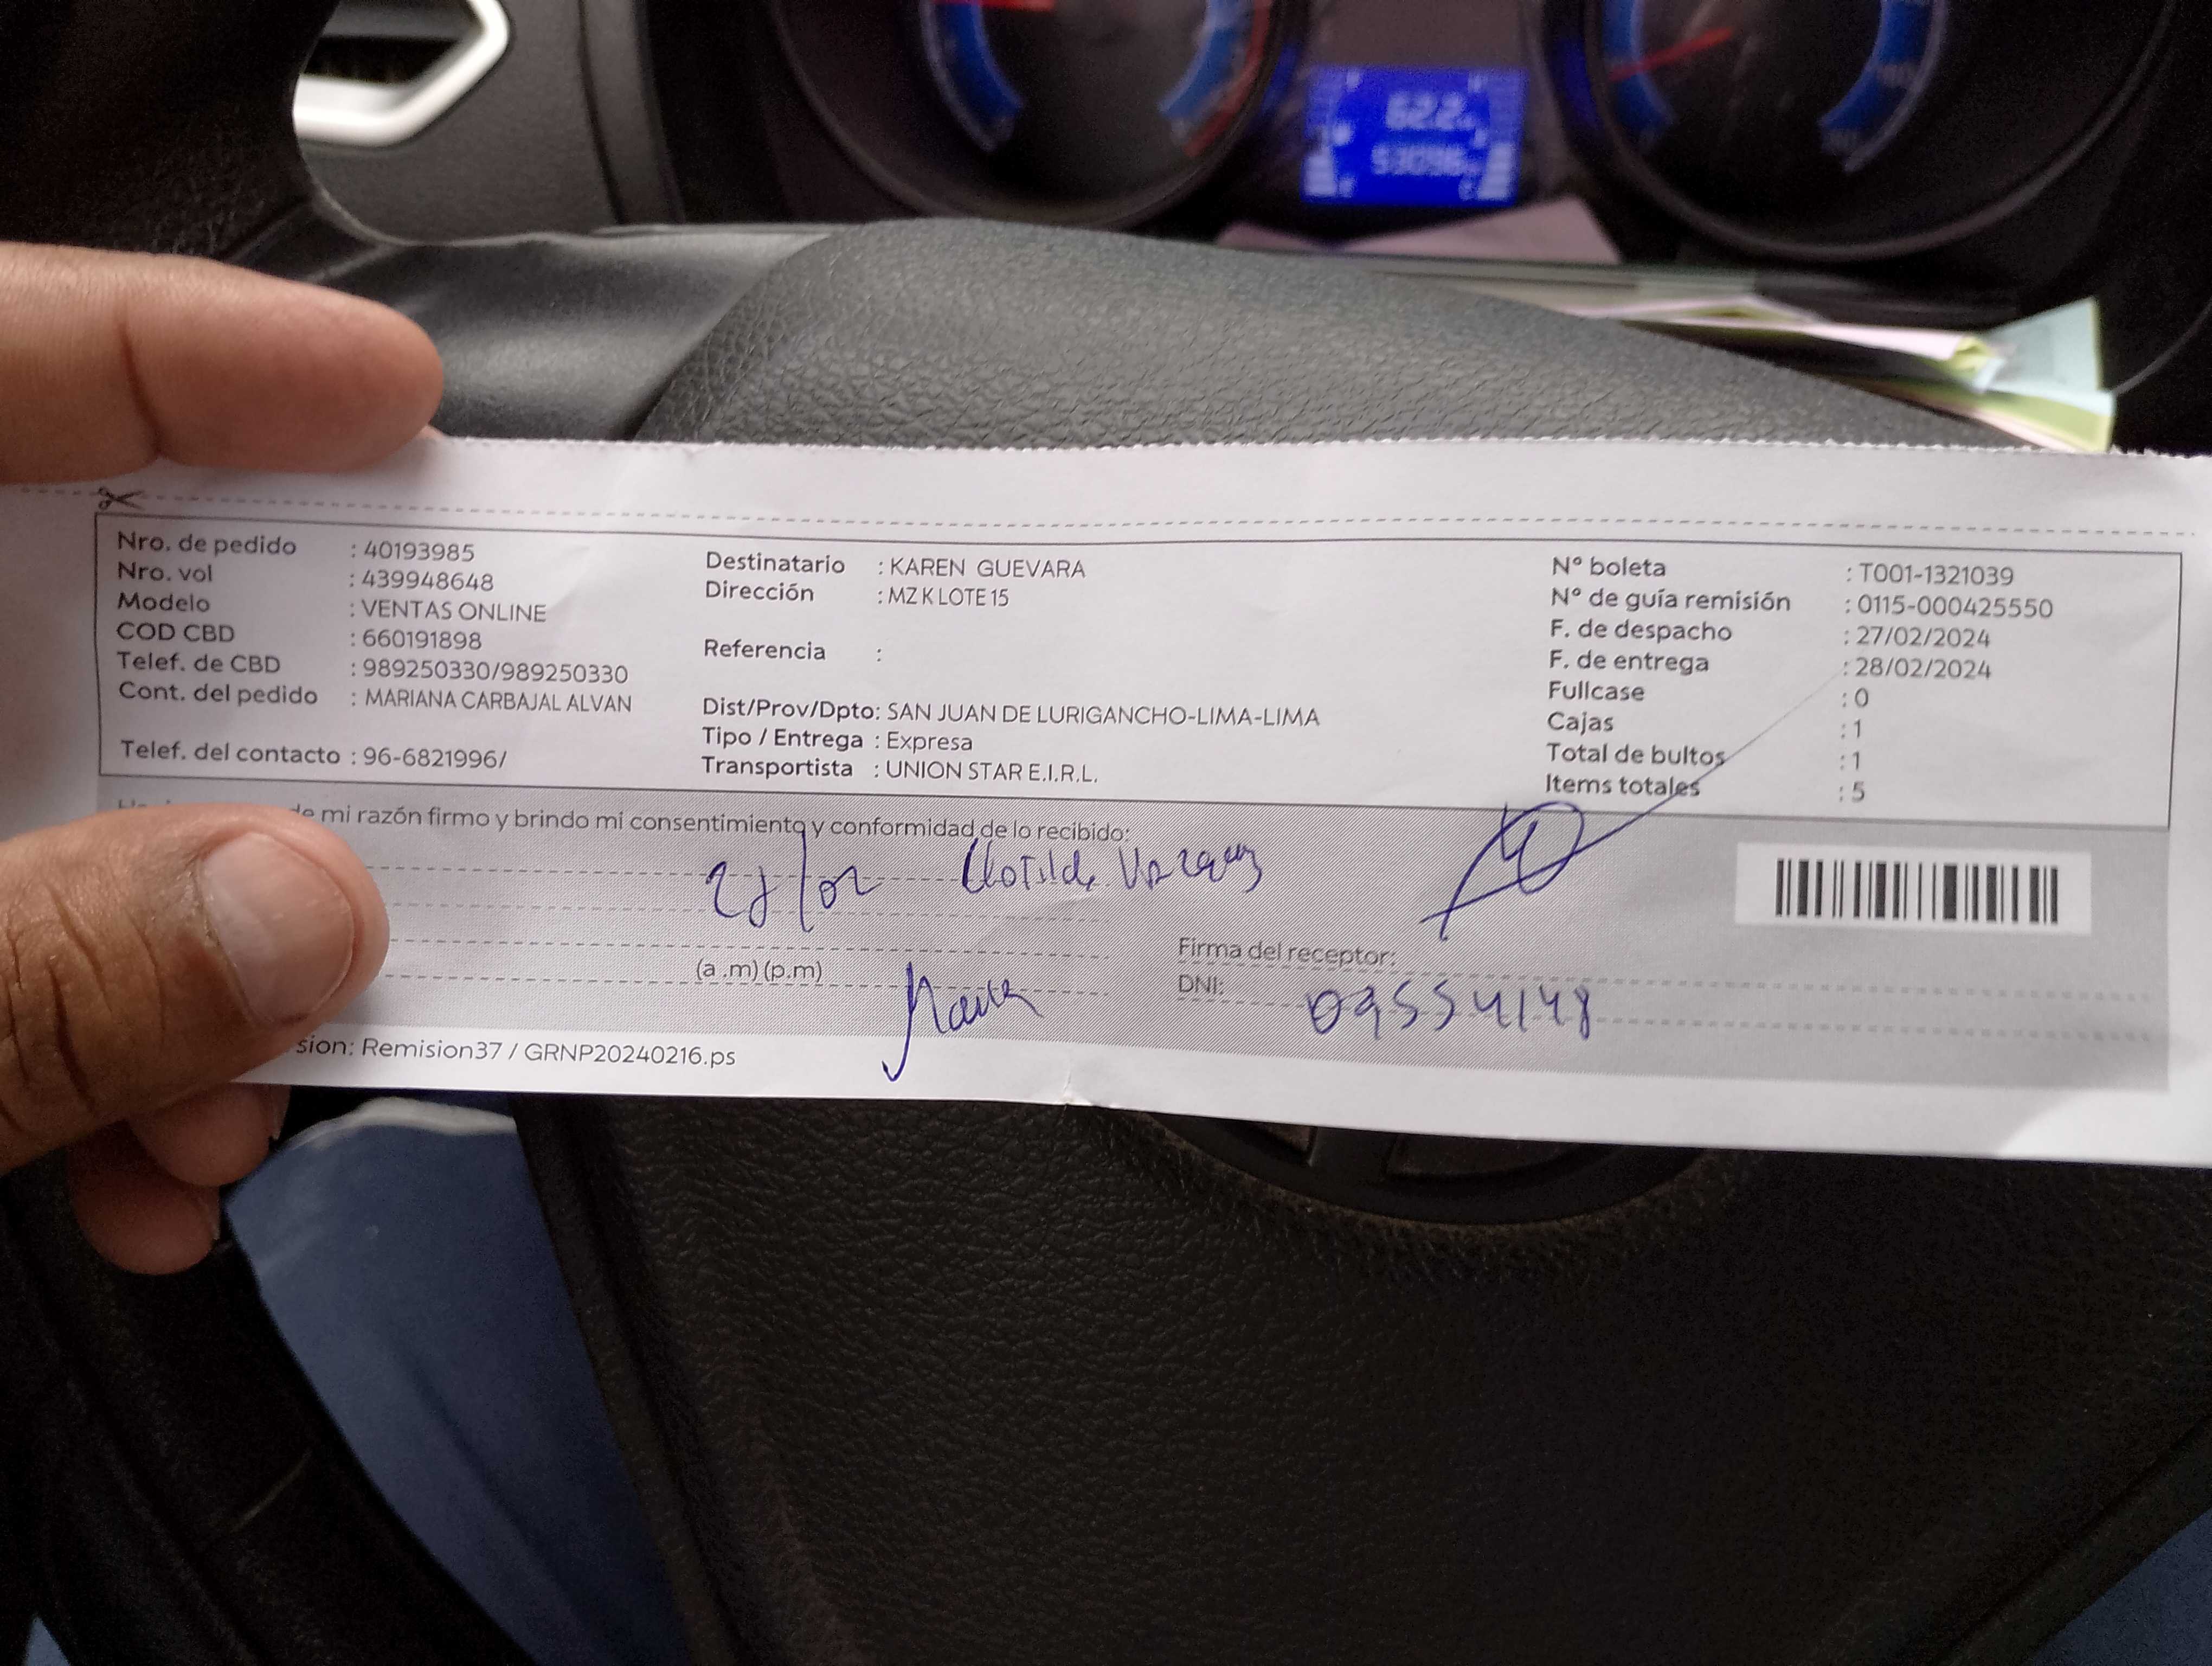 Nro. de pedido : 40193985
Nro. vol : 439948648
Modelo : VENTAS ONLINE
COD CBD : 660191898
Telef. de CBD : 989250330/989250330
Cont. del pedido : MARIANA CARBAJAL ALVAN
Telef. del contacto : 96-6821996/
Destinatario : KAREN GUEVARA
Dirección : MZ K LOTE 15
Referencia :
Dist/Prov/Dpto: SAN JUAN DE LURIGANCHO-LIMA-LIMA
Tipo / Entrega : Expresa
Transportista : UNION STAR E.I.R.L.
N° boleta : T001-1321039
N° de guía remisión : 0115-000425550
F. de despacho : 27/02/2024
F. de entrega : 28/02/2024
Fullcase : 0
Cajas : 1
Total de bultos : 1
Items totales : 5
mi razón firmo y brindo mi consentimiento y conformidad de lo recibido:
28/02 Clotilde
(a .m) (p.m)
Firma del receptor:
DNI: 09554148
sion: Remision37 / GRNP20240216.ps
62.2